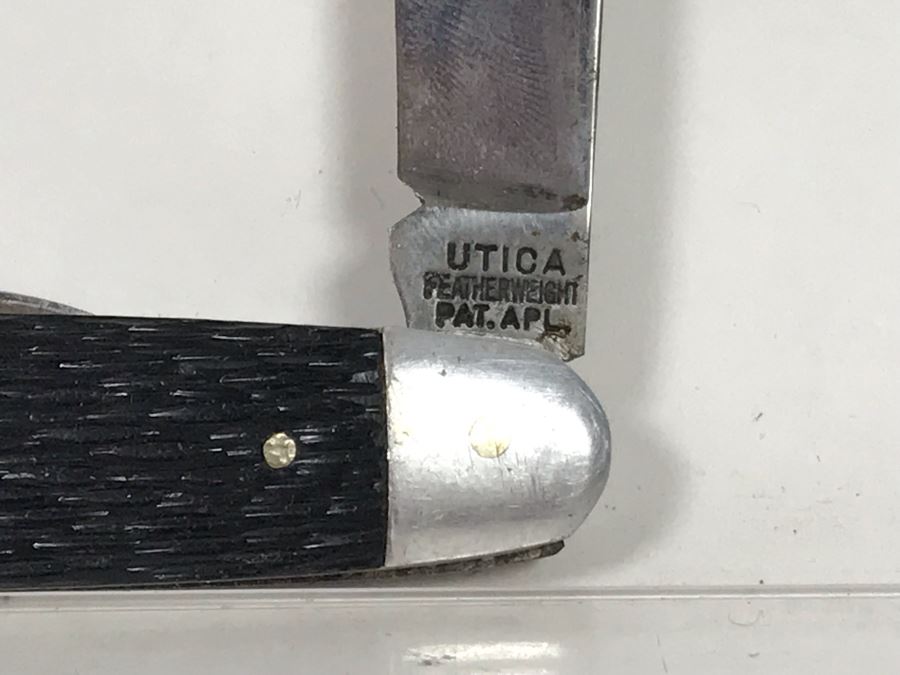 UTICA
FEATHERWEIGHT
PAT. APL.